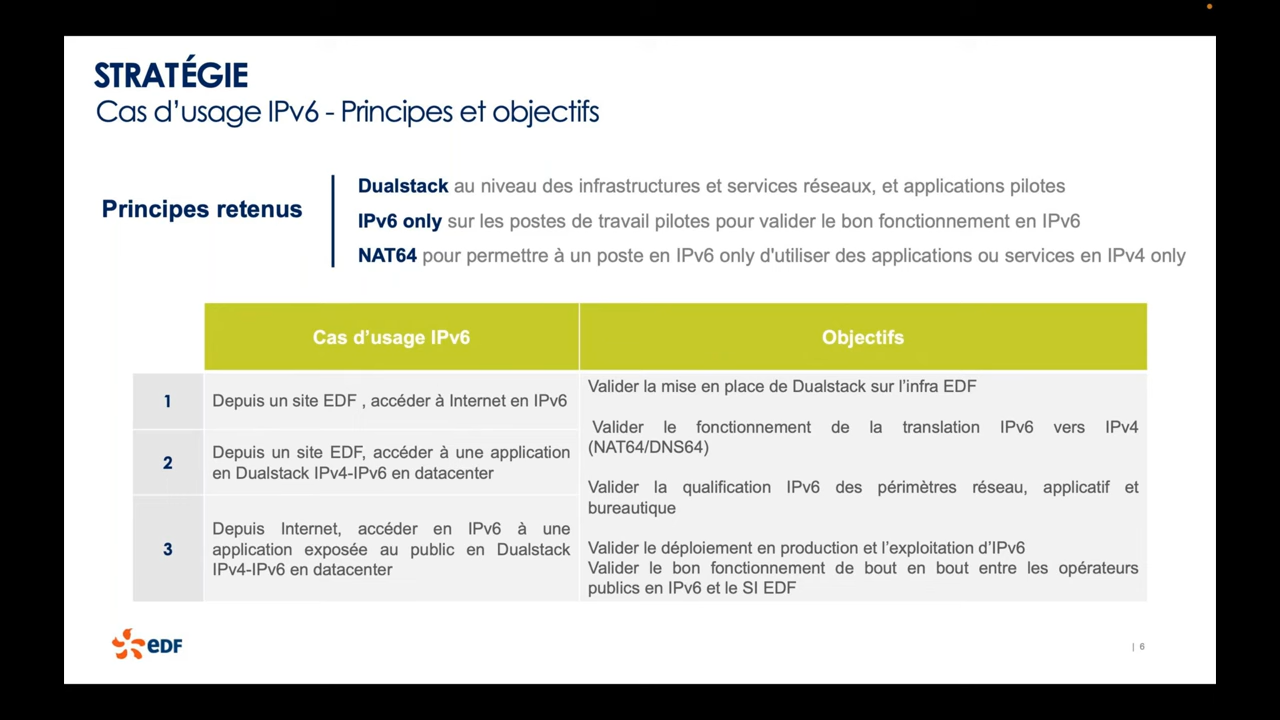 STRATÉGIE
Cas d'usage IPv6 - Principes et objectifs
Principes retenus
Dualstack au niveau des infrastructures et services réseaux, et applications pilotes
IPv6 only sur les postes de travail pilotes pour valider le bon fonctionnement en IPv6
NAT64 pour permettre à un poste en IPv6 only d'utiliser des applications ou services en IPv4 only
Cas d'usage IPv6
Objectifs
1
Depuis un site EDF , accéder à Internet en IPv6
2
Depuis un site EDF, accéder à une application
en Dualstack IPv4-IPv6 en datacenter
3
Depuis Internet, accéder en IPv6 à une
application exposée au public en Dualstack
IPv4-IPv6 en datacenter
Valider la mise en place de Dualstack sur l'infra EDF
Valider le fonctionnement de la translation IPv6 vers IPv4
(NAT64/DNS64)
Valider la qualification IPv6 des périmètres réseau, applicatif et
bureautique
Valider le déploiement en production et l'exploitation d'IPv6
Valider le bon fonctionnement de bout en bout entre les opérateurs
publics en IPv6 et le SI EDF
eDF
| 6